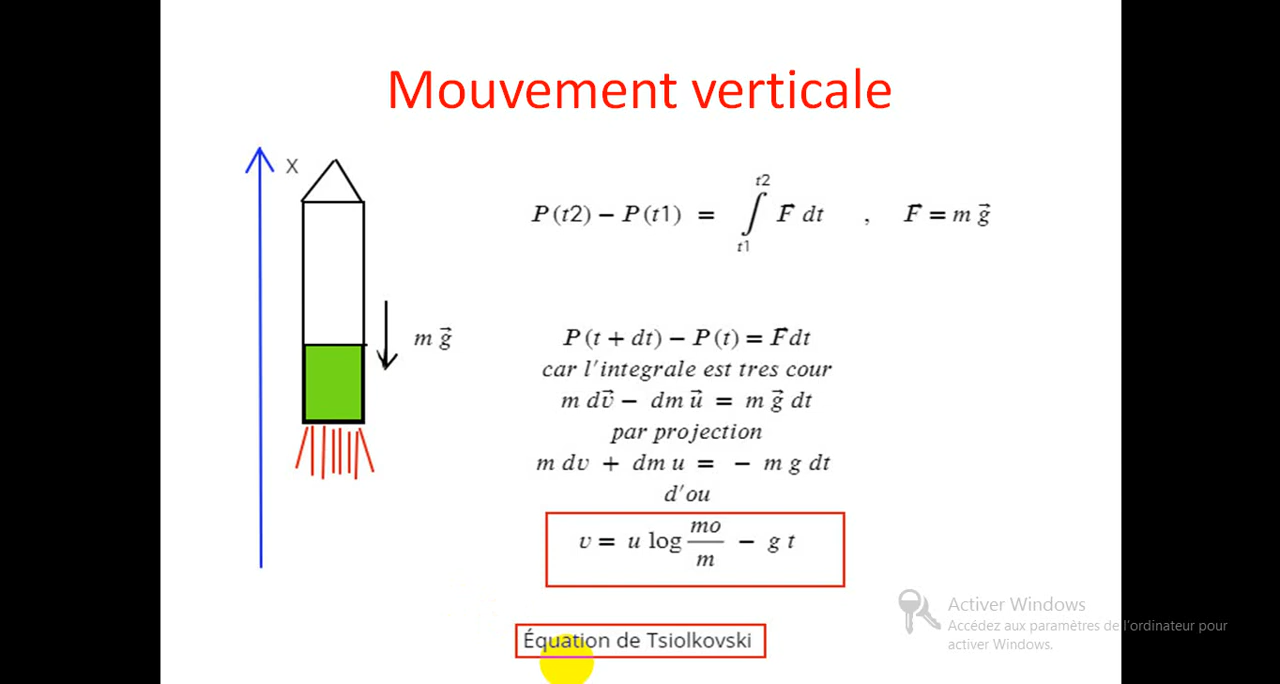 Mouvement verticale
X
P (t2) − P (t1) = ∫ t1 t2 F⃗ dt , F⃗ = m g⃗
m g⃗
P (t + dt) − P (t) = F⃗ dt
car l'integrale est tres cour
m dv⃗ − dm u⃗ = m g⃗ dt
par projection
m dv + dm u = − m g dt
d'ou
v = u log mo/m − g t
Équation de Tsiolkovski
Activer Windows
Accédez aux paramètres de l'ordinateur pour
activer Windows.